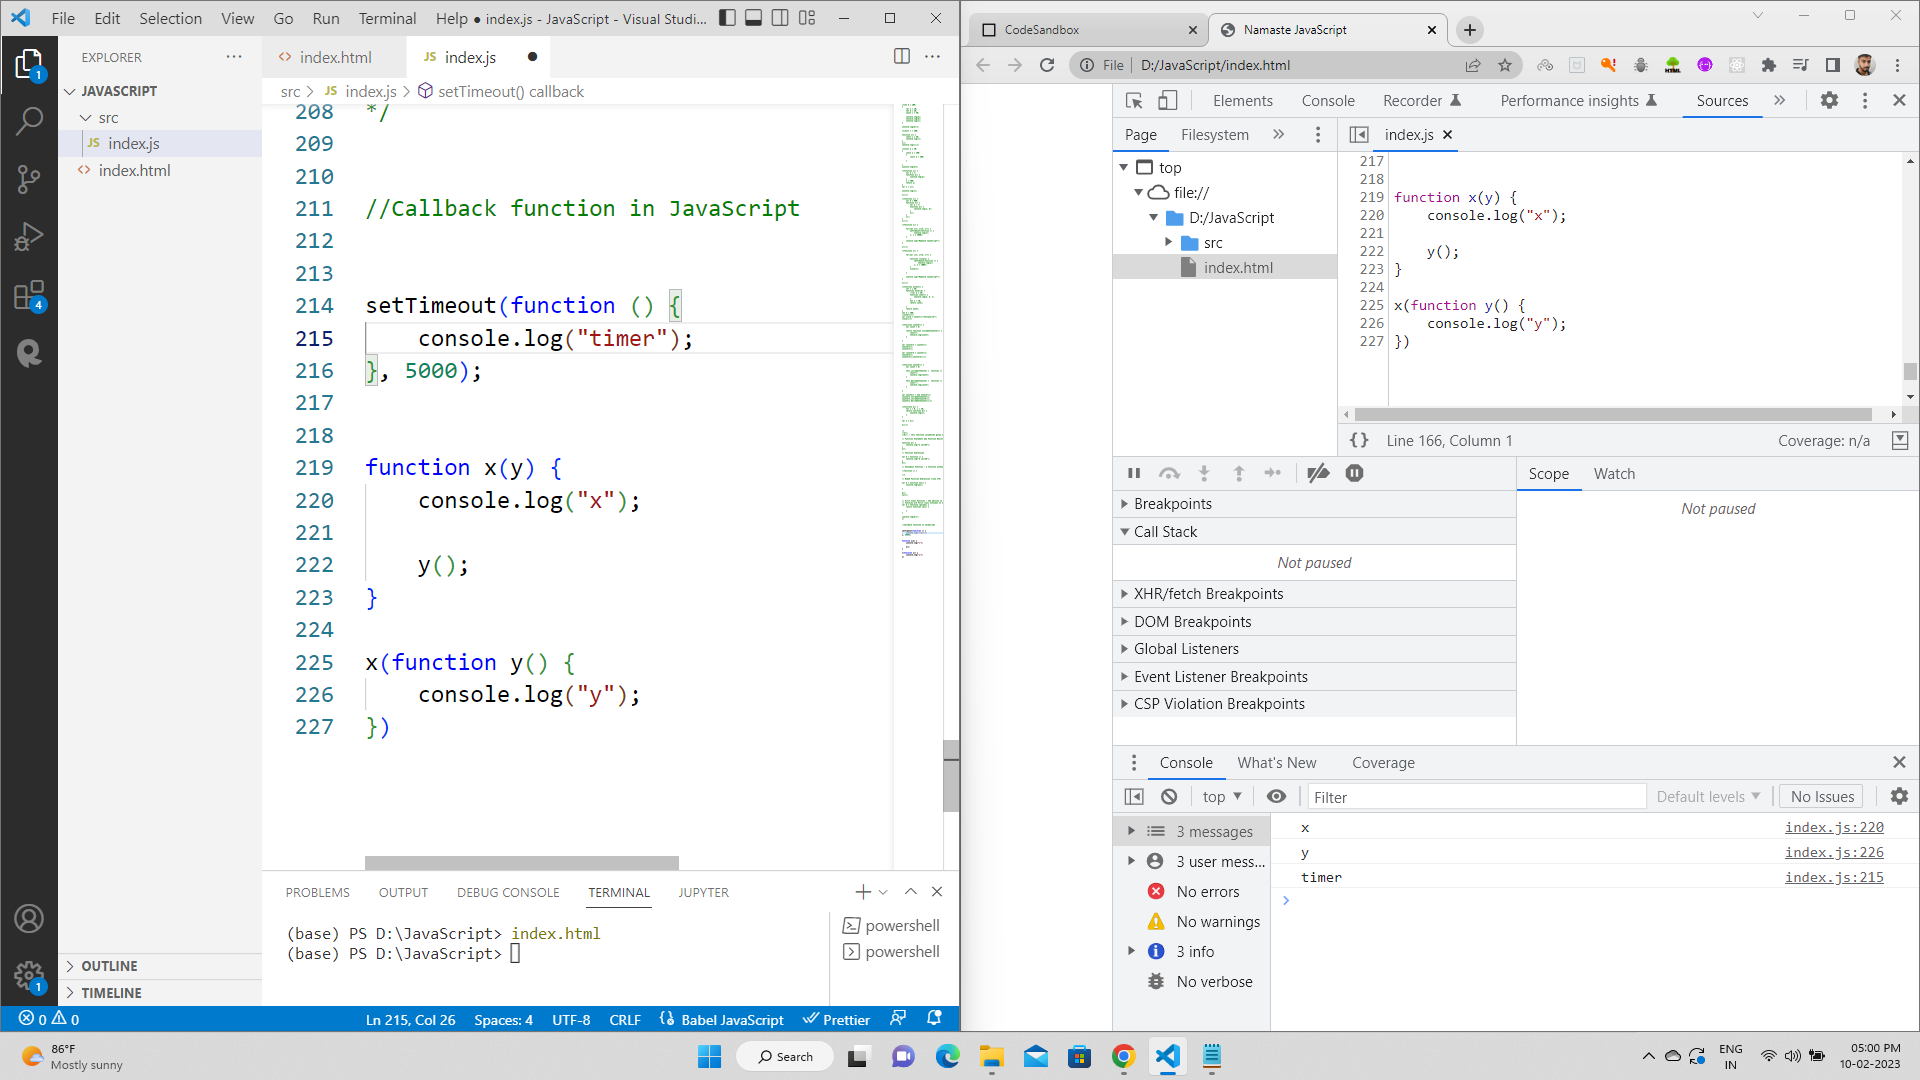 File Edit Selection View Go Run Terminal Help ● index.js - JavaScript - Visual Studi...
EXPLORER ...
JAVASCRIPT
src
JS index.js
index.html
OUTLINE
TIMELINE
1
4
1
index.html
JS index.js ●
src > JS index.js > setTimeout() callback
208 */
209
210
211 //Callback function in JavaScript
212
213
214 setTimeout(function () {
215 console.log("timer");
216 }, 5000);
217
218
219 function x(y) {
220 console.log("x");
221
222 y();
223 }
224
225 x(function y() {
226 console.log("y");
227 })
PROBLEMS OUTPUT DEBUG CONSOLE TERMINAL JUPYTER
(base) PS D:\JavaScript> index.html
(base) PS D:\JavaScript>
powershell
powershell
0 0 Ln 215, Col 26 Spaces: 4 UTF-8 CRLF Babel JavaScript Prettier
CodeSandbox
Namaste JavaScript
File | D:/JavaScript/index.html
Elements Console Recorder Performance insights Sources »
Page Filesystem »
index.js
top
file://
D:/JavaScript
src
index.html
217
218
219 function x(y) {
220 console.log("x");
221
222 y();
223 }
224
225 x(function y() {
226 console.log("y");
227 })
{} Line 166, Column 1 Coverage: n/a
Breakpoints
Call Stack
Not paused
XHR/fetch Breakpoints
DOM Breakpoints
Global Listeners
Event Listener Breakpoints
CSP Violation Breakpoints
Scope Watch
Not paused
Console What's New Coverage
top Filter Default levels No Issues
3 messages
3 user mess...
No errors
No warnings
3 info
No verbose
x index.js:220
y index.js:226
timer index.js:215
86°F
Mostly sunny
Search
ENG
IN
05:00 PM
10-02-2023